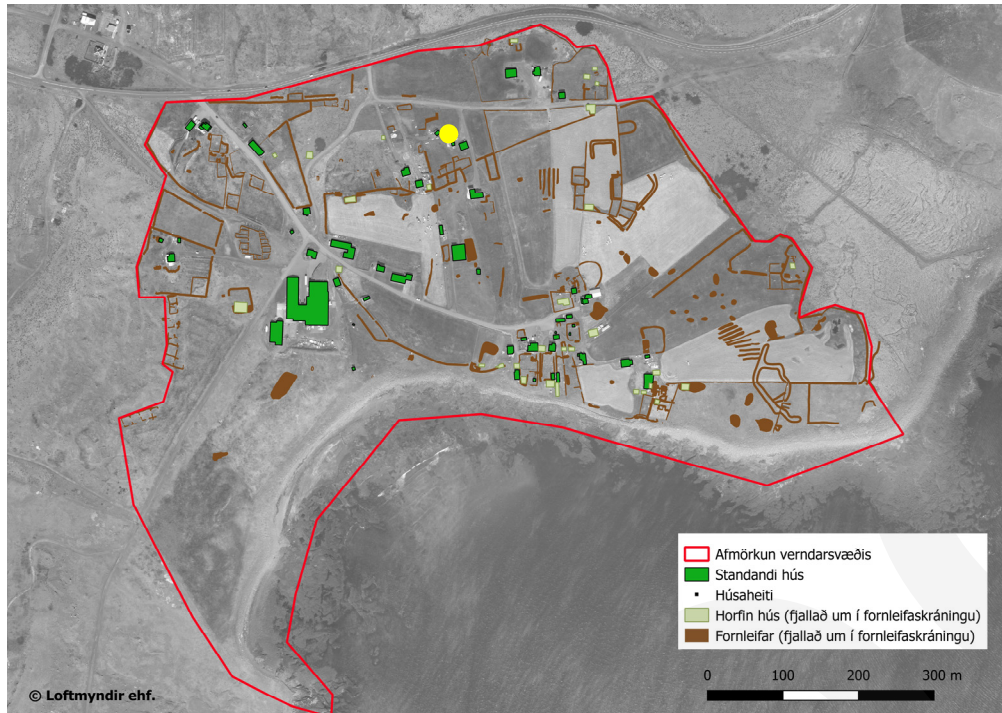 Afmörkun verndarsvæðis
Standandi hús
Húsaheiti
Horfin hús (fjallað um í fornleifaskráningu)
Fornleifar (fjallað um í fornleifaskráningu)
0 100 200 300 m
© Loftmyndir ehf.